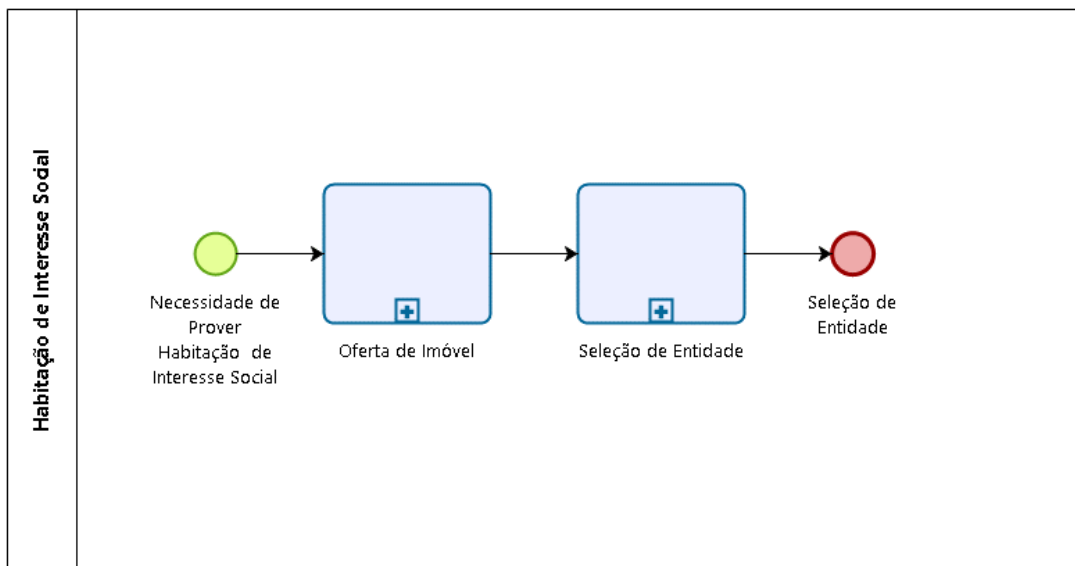 Habitação de Interesse Social
Necessidade de
Prover
Habitação de
Interesse Social
Oferta de Imóvel
Seleção de Entidade
Seleção de
Entidade